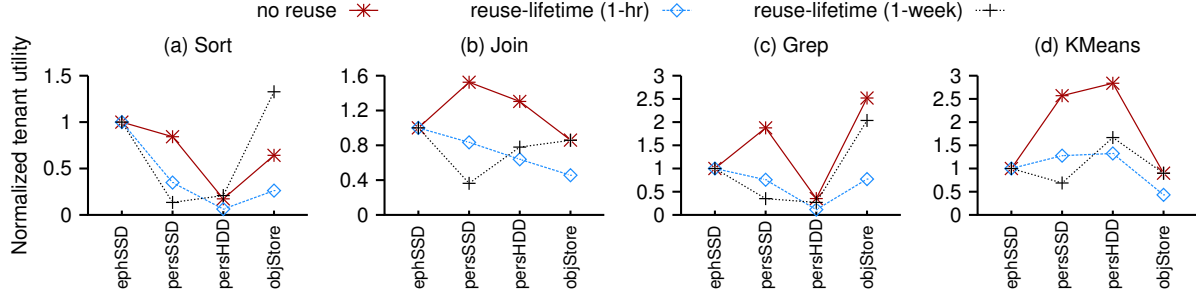 no reuse reuse-lifetime (1-hr) reuse-lifetime (1-week)
(a) Sort (b) Join (c) Grep (d) KMeans
Normalized tenant utility
1.5
1
0.5
0
ephSSD
persSSD
persHDD
objStore
1.6
1.2
0.8
0.4
0
ephSSD
persSSD
persHDD
objStore
3
2.5
2
1.5
1
0.5
0
ephSSD
persSSD
persHDD
objStore
3
2.5
2
1.5
1
0.5
0
ephSSD
persSSD
persHDD
objStore